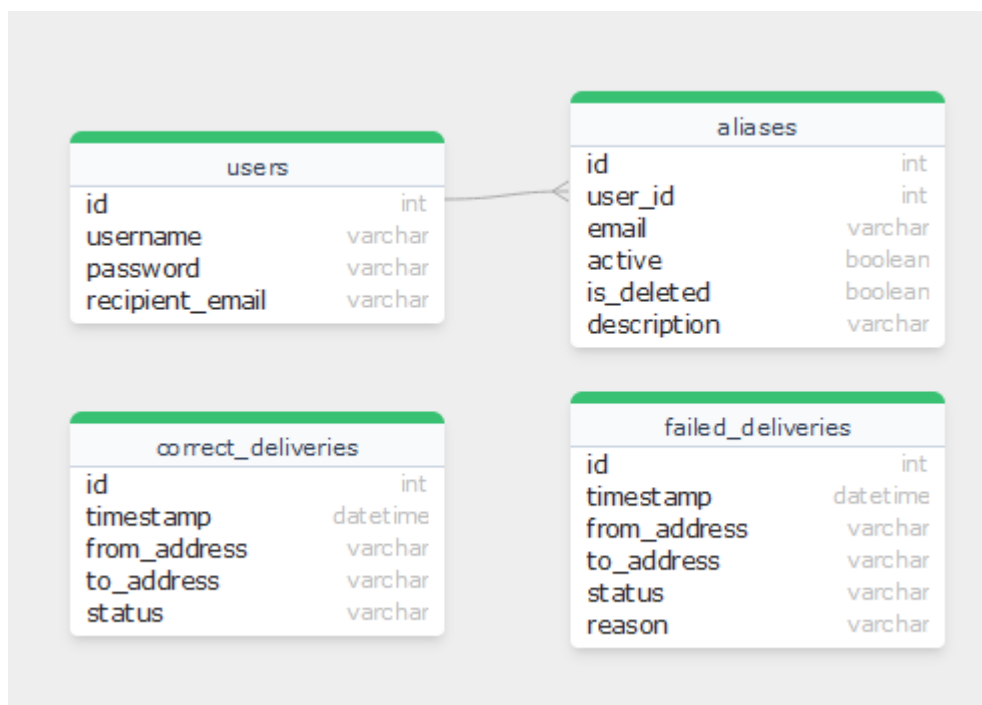 users
id int
username varchar
password varchar
recipient_email varchar
aliases
id int
user_id int
email varchar
active boolean
is_deleted boolean
description varchar
correct_deliveries
id int
timestamp datetime
from_address varchar
to_address varchar
status varchar
failed_deliveries
id int
timestamp datetime
from_address varchar
to_address varchar
status varchar
reason varchar